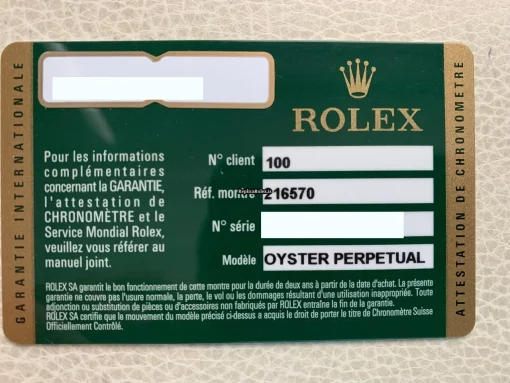 GARANTIE INTERNATIONALE
ROLEX
Pour les informations
complémentaires
concernant la GARANTIE,
l'attestation de
CHRONOMÈTRE et le
Service Mondial Rolex,
veuillez vous référer au
manuel joint.
N° client 100
Réf. montre 216570
N° série
Modèle OYSTER PERPETUAL
ROLEX SA garantit le bon fonctionnement de cette montre pour la durée de deux ans à partir de la date d'achat. La présente
garantie ne couvre pas l'usure normale, la perte, le vol ou les dommages résultant d'une utilisation inappropriée. Toute
adjonction ou substitution de pièces ou d'accessoires non fabriqués par ROLEX entraîne la fin de la garantie.
ROLEX SA certifie que le mouvement du modèle précisé ci-dessus a acquis le droit de porter le titre de Chronomètre Suisse
Officiellement Contrôlé.
ATTESTATION DE CHRONOMETRE